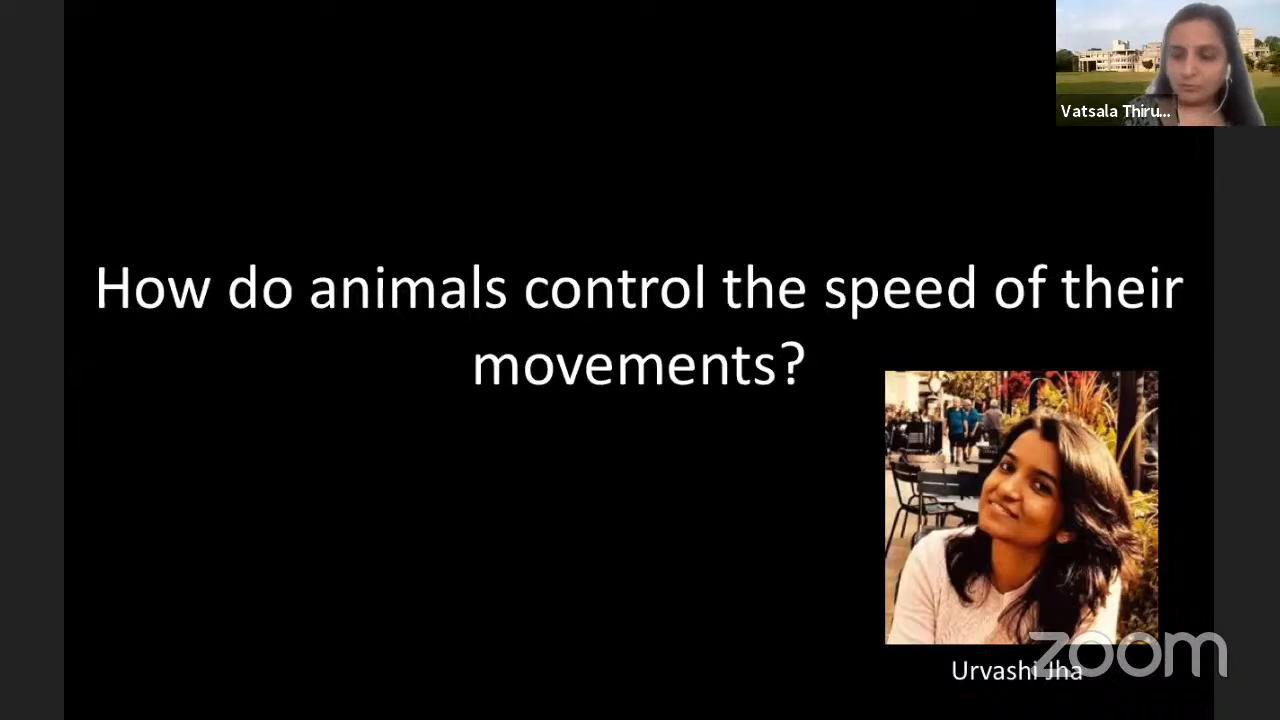 Vatsala Thiru...
How do animals control the speed of their
movements?
Urvashi Jha
zoom